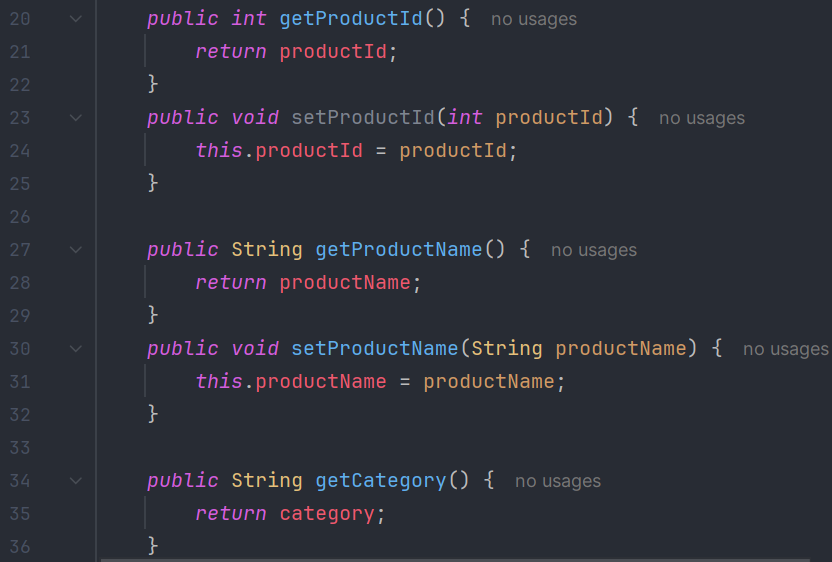 20 public int getProductId() { no usages
21 return productId;
22 }
23 public void setProductId(int productId) { no usages
24 this.productId = productId;
25 }
26
27 public String getProductName() { no usages
28 return productName;
29 }
30 public void setProductName(String productName) { no usages
31 this.productName = productName;
32 }
33
34 public String getCategory() { no usages
35 return category;
36 }